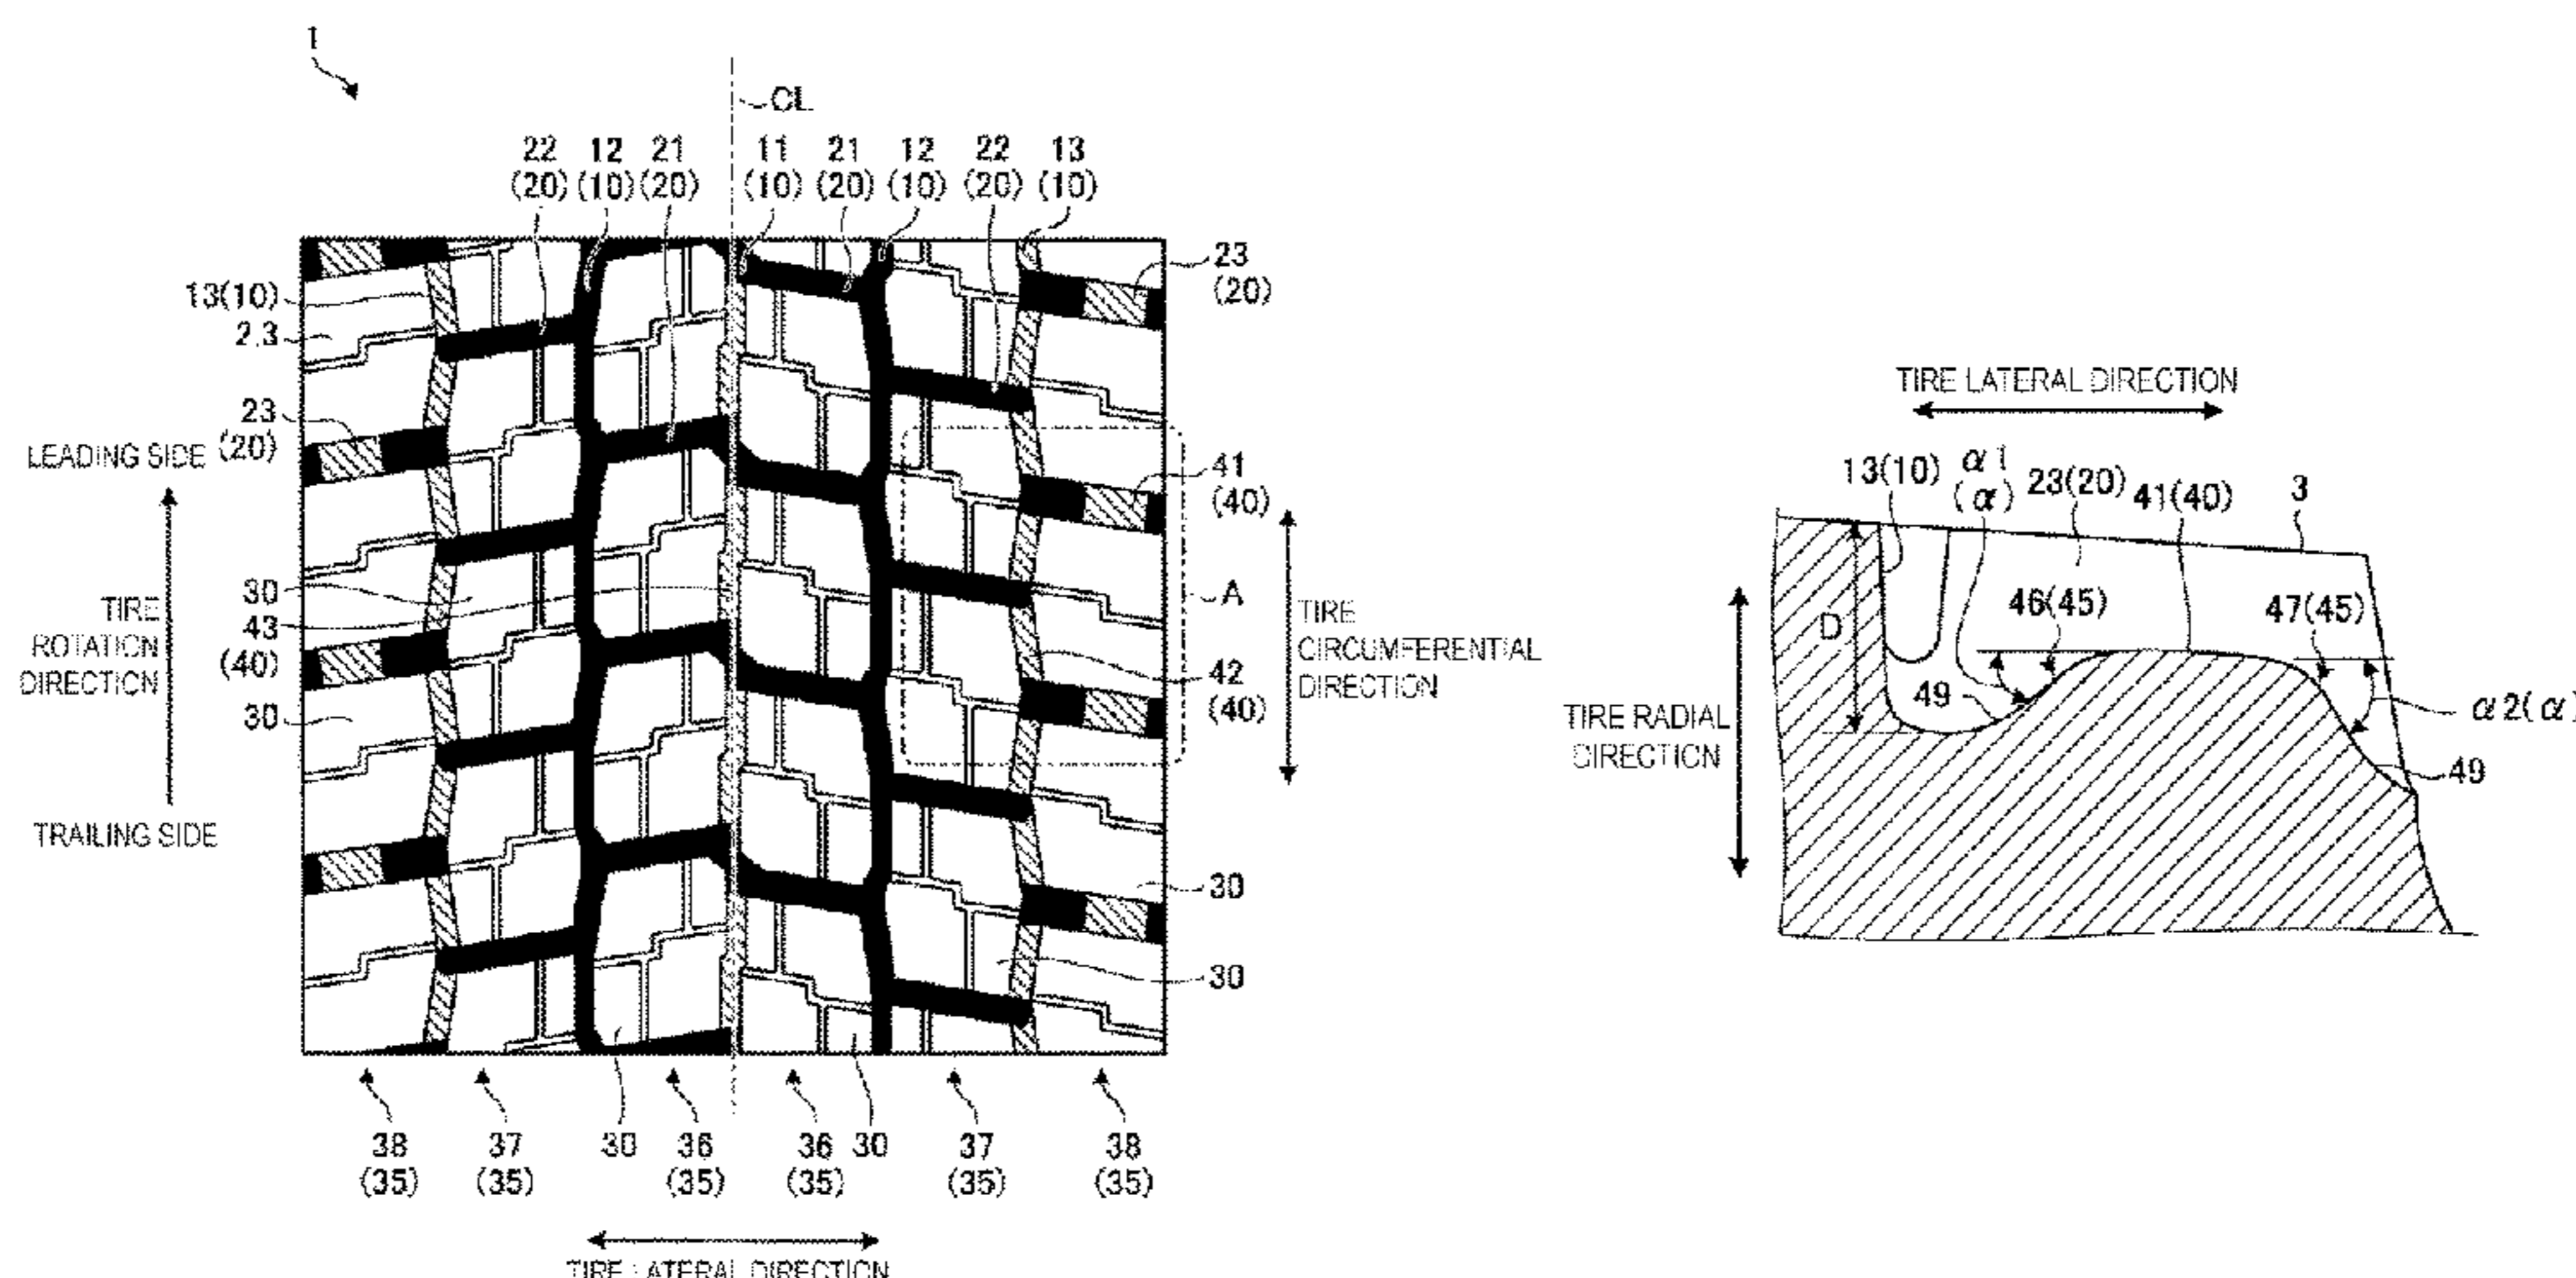 1
CL
22 12 21 11 21 12 22 13
(20) (10) (20) (10) (20) (10) (20) (10)
13(10)
2,3
23
(20)
23
(20)
LEADING SIDE
41
(40)
30
43
(40)
TIRE
ROTATION
DIRECTION
A
TIRE
CIRCUMFERENTIAL
DIRECTION
42
(40)
30
TRAILING SIDE
30
30
38 37 30 36 36 30 37 38
(35) (35) (35) (35) (35) (35)
TIRE LATERAL DIRECTION
TIRE LATERAL DIRECTION
13(10)
α1
(α)
23(20)
41(40)
3
D
46(45)
47(45)
49
TIRE RADIAL
DIRECTION
α2(α)
49